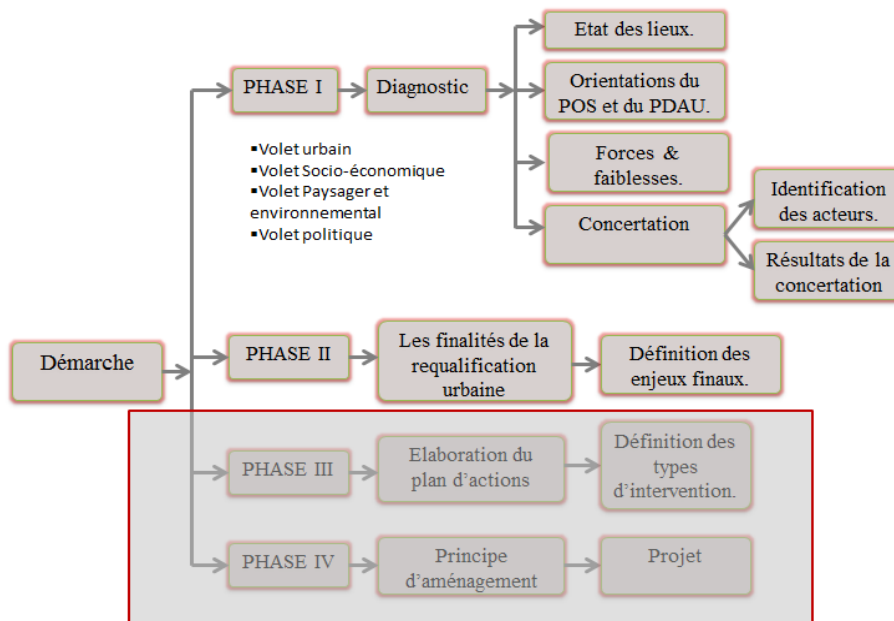 Etat des lieux.
PHASE I
Diagnostic
Orientations du
POS et du PDAU.
▪Volet urbain
▪Volet Socio-économique
▪Volet Paysager et
environnemental
▪Volet politique
Forces &
faiblesses.
Concertation
Identification
des acteurs.
Résultats de la
concertation
Démarche
PHASE II
Les finalités de la
requalification
urbaine
Définition des
enjeux finaux.
PHASE III
Elaboration du
plan d'actions
Définition des
types
d'intervention.
PHASE IV
Principe
d'aménagement
Projet